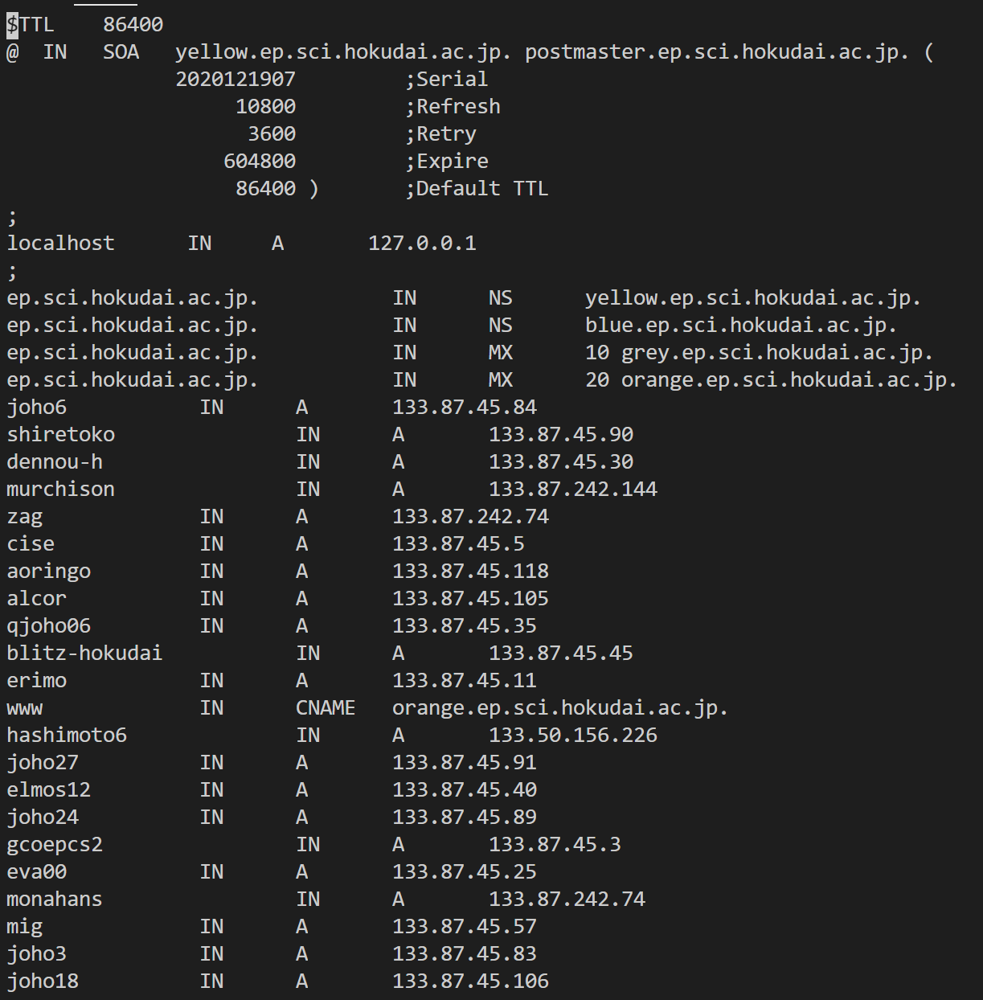 $TTL    86400
@  IN   SOA   yellow.ep.sci.hokudai.ac.jp. postmaster.ep.sci.hokudai.ac.jp. (
2020121907         ;Serial
10800         ;Refresh
3600         ;Retry
604800         ;Expire
86400 )       ;Default TTL
;
localhost      IN     A       127.0.0.1
;
ep.sci.hokudai.ac.jp.           IN      NS      yellow.ep.sci.hokudai.ac.jp.
ep.sci.hokudai.ac.jp.           IN      NS      blue.ep.sci.hokudai.ac.jp.
ep.sci.hokudai.ac.jp.           IN      MX      10 grey.ep.sci.hokudai.ac.jp.
ep.sci.hokudai.ac.jp.           IN      MX      20 orange.ep.sci.hokudai.ac.jp.
joho6           IN      A       133.87.45.84
shiretoko               IN      A       133.87.45.90
dennou-h                IN      A       133.87.45.30
murchison               IN      A       133.87.242.144
zag             IN      A       133.87.242.74
cise            IN      A       133.87.45.5
aoringo         IN      A       133.87.45.118
alcor           IN      A       133.87.45.105
qjoho06         IN      A       133.87.45.35
blitz-hokudai           IN      A       133.87.45.45
erimo           IN      A       133.87.45.11
www             IN      CNAME   orange.ep.sci.hokudai.ac.jp.
hashimoto6              IN      A       133.50.156.226
joho27          IN      A       133.87.45.91
elmos12         IN      A       133.87.45.40
joho24          IN      A       133.87.45.89
gcoepcs2                IN      A       133.87.45.3
eva00           IN      A       133.87.45.25
monahans                IN      A       133.87.242.74
mig             IN      A       133.87.45.57
joho3           IN      A       133.87.45.83
joho18          IN      A       133.87.45.106